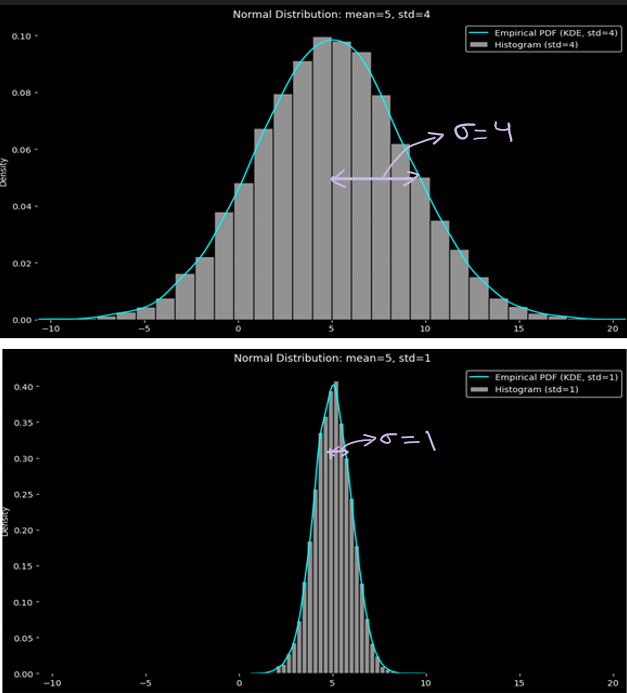 Normal Distribution: mean=5, std=4
Empirical PDF (KDE, std=4)
Histogram (std=4)
σ=4
Density
0.10
0.08
0.06
0.04
0.02
0.00
−10 −5 0 5 10 15 20
Normal Distribution: mean=5, std=1
Empirical PDF (KDE, std=1)
Histogram (std=1)
σ=1
Density
0.40
0.35
0.30
0.25
0.20
0.15
0.10
0.05
0.00
−10 −5 0 5 10 15 20